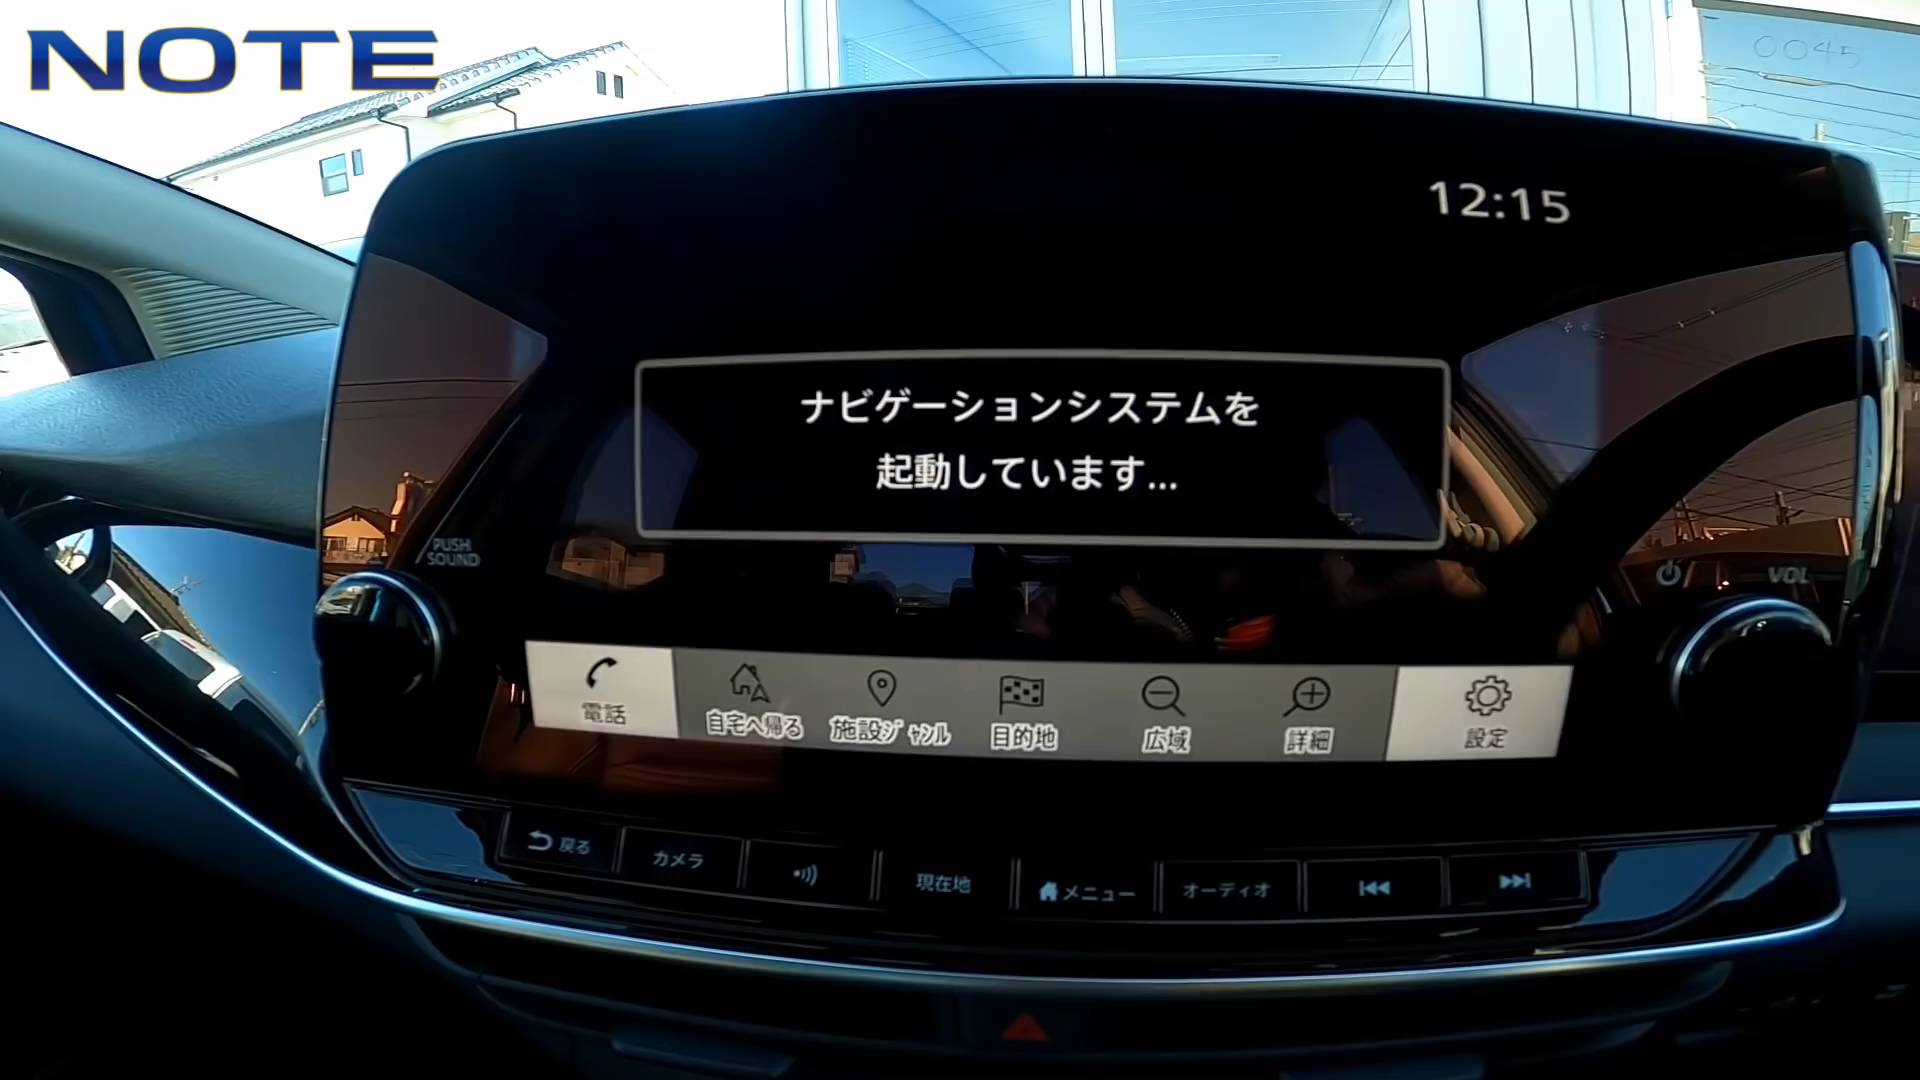 NOTE
0045
12:15
ナビゲーションシステムを
起動しています...
PUSH
SOUND
VOL
電話
自宅へ帰る
施設ジャンル
目的地
広域
詳細
設定
戻る
カメラ
現在地
メニュー
オーディオ